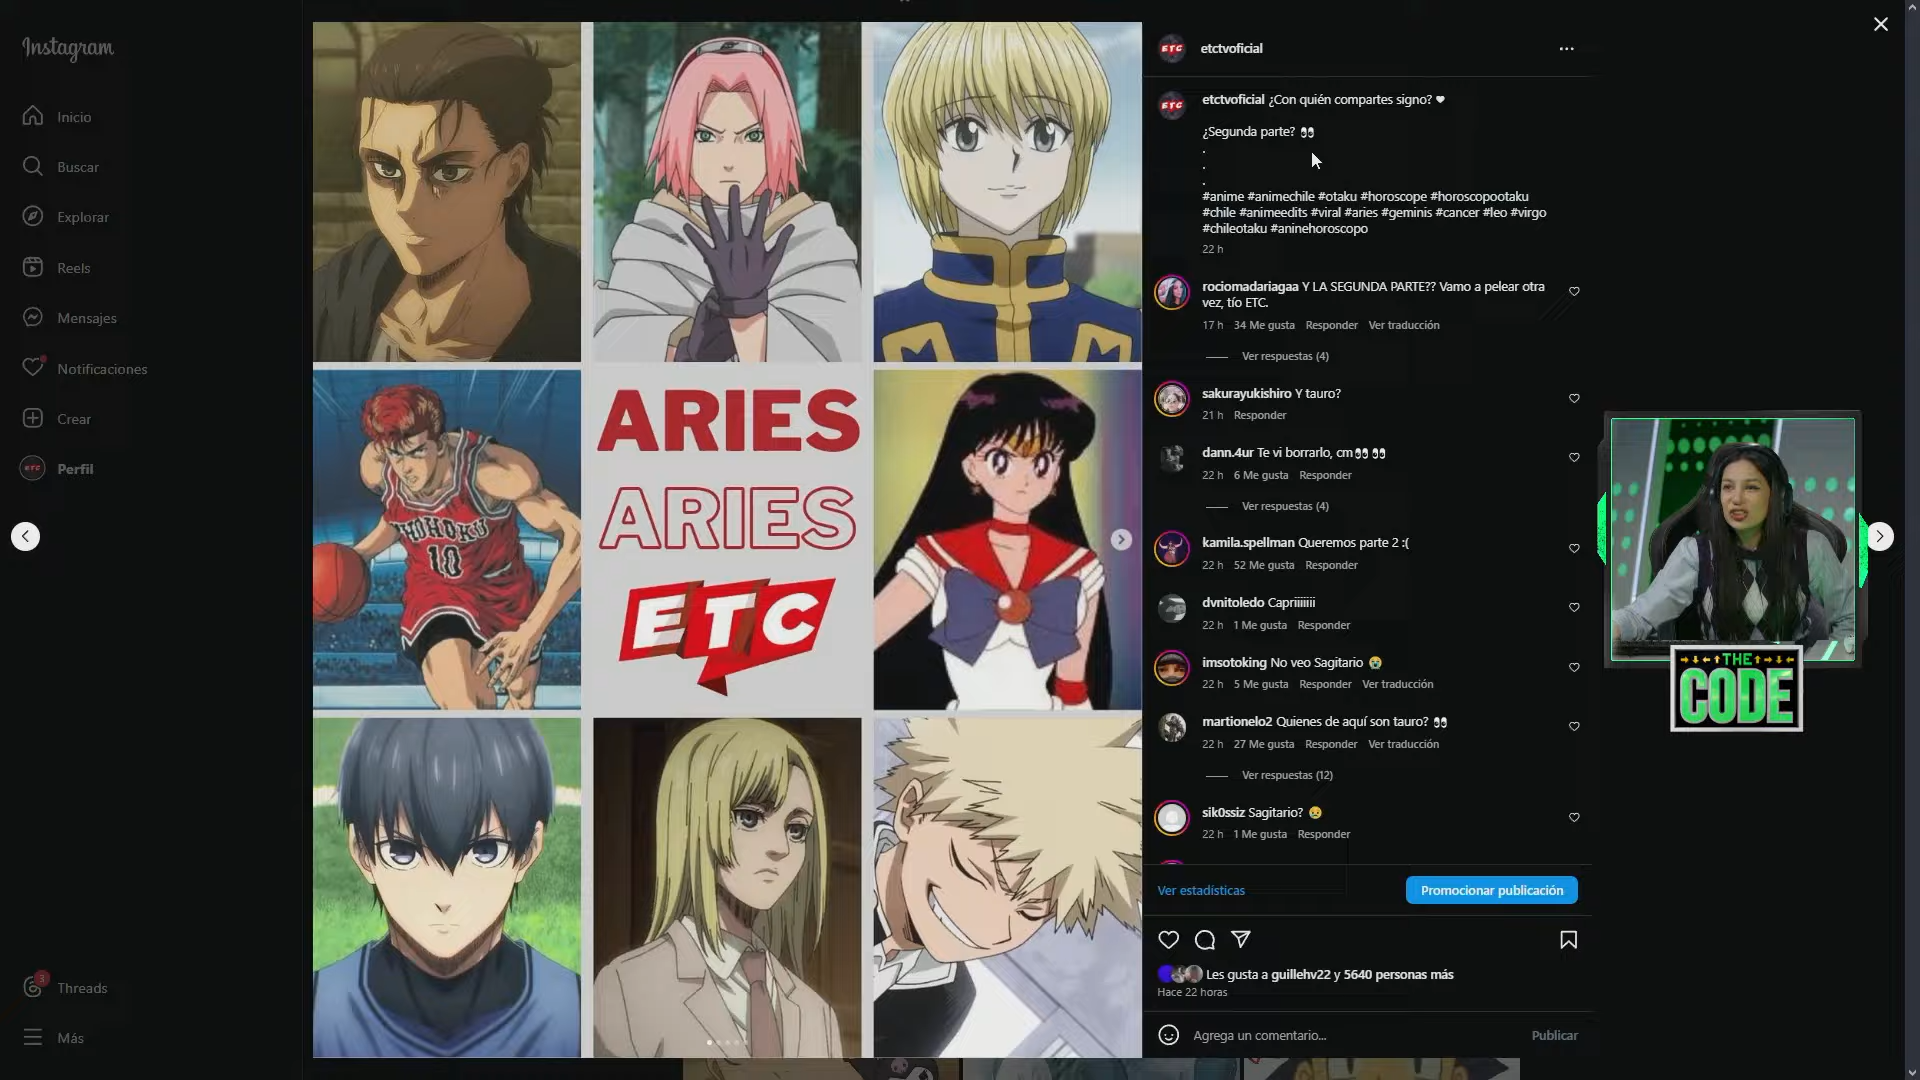 Instagram
Inicio
Buscar
Explorar
Reels
Mensajes
Notificaciones
Crear
Perfil
3
Threads
Más
SHOHOKU
10
ARIES
ARIES
ETC
etctvoficial
etctvoficial ¿Con quién compartes signo? ♥
¿Segunda parte? 👀
.
.
.
#anime #animechile #otaku #horoscope #horoscopootaku
#chile #animeedits #viral #aries #geminis #cancer #leo #virgo
#chileotaku #aninehoroscopo
22 h
rociomadariagaa Y LA SEGUNDA PARTE?? Vamo a pelear otra
vez, tío ETC.
17 h 34 Me gusta Responder Ver traducción
Ver respuestas (4)
sakurayukishiro Y tauro?
21 h Responder
dann.4ur Te vi borrarlo, cm👀👀
22 h 6 Me gusta Responder
Ver respuestas (4)
kamila.spellman Queremos parte 2 :(
22 h 52 Me gusta Responder
dvnitoledo Capriiiiiii
22 h 1 Me gusta Responder
imsotoking No veo Sagitario 😭
22 h 5 Me gusta Responder Ver traducción
martionelo2 Quienes de aquí son tauro? 👀
22 h 27 Me gusta Responder Ver traducción
Ver respuestas (12)
sik0ssiz Sagitario? 😢
22 h 1 Me gusta Responder
Ver estadísticas
Promocionar publicación
Les gusta a guillehv22 y 5640 personas más
Hace 22 horas
Agrega un comentario...
Publicar
THE
CODE